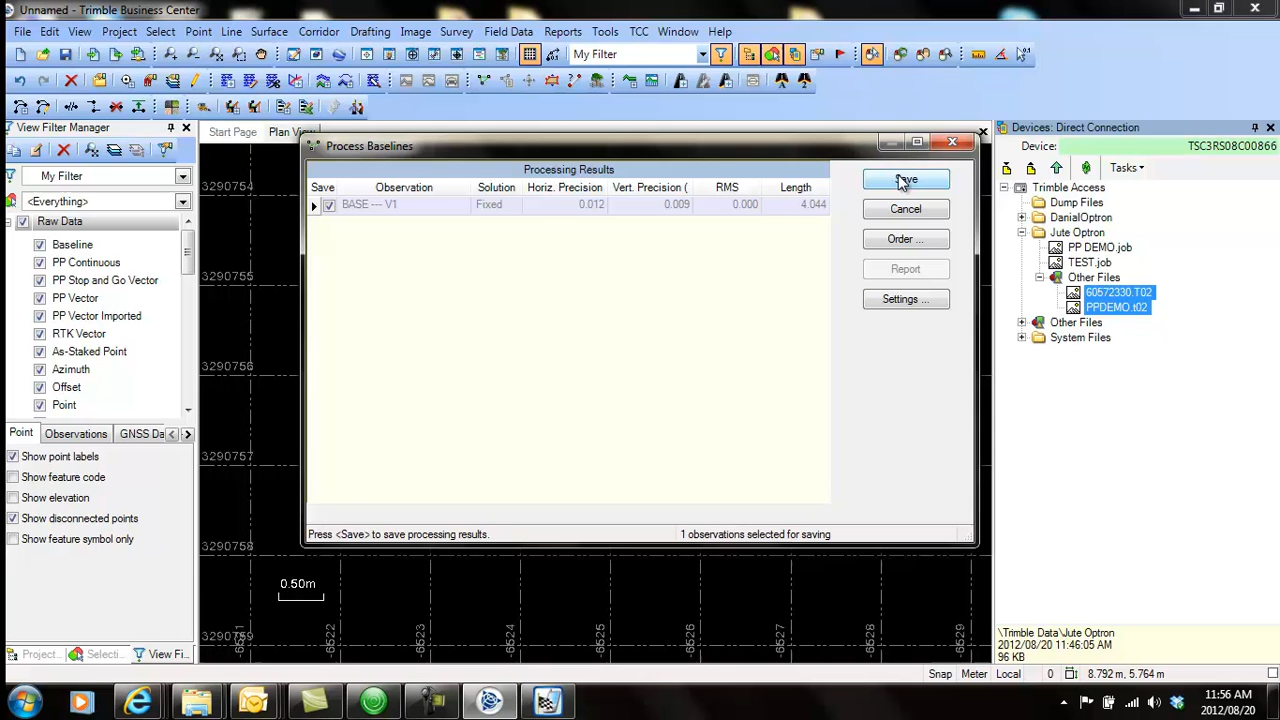 Unnamed - Trimble Business Center
File Edit View Project Select Point Line Surface Corridor Drafting Image Survey Field Data Reports Tools TCC Window Help
My Filter
View Filter Manager
My Filter
<Everything>
Raw Data
Baseline
PP Continuous
PP Stop and Go Vector
PP Vector
PP Vector Imported
RTK Vector
As-Staked Point
Azimuth
Offset
Point
Point Observations GNSS Da
Show point labels
Show feature code
Show elevation
Show disconnected points
Show feature symbol only
Project... Selecti... View Fi...
Start Page Plan View
3290754
3290755
3290756
3290757
3290758
3290759
0.50m
-6521 -6522 -6523 -6524 -6525 -6526 -6527 -6528 -6529
Process Baselines
Processing Results
Save Observation Solution Horiz. Precision Vert. Precision ( RMS Length
BASE --- V1 Fixed 0.012 0.009 0.000 4.044
Save
Cancel
Order ...
Report
Settings ...
Press <Save> to save processing results. 1 observations selected for saving
Devices: Direct Connection
Device: TSC3RS08C00866
Tasks
Trimble Access
Dump Files
DanialOptron
Jute Optron
PP DEMO.job
TEST.job
Other Files
60572330.T02
PPDEMO.t02
Other Files
System Files
\Trimble Data\Jute Optron
2012/08/20 11:46:05 AM
96 KB
Snap Meter Local 0 8.792 m, 5.764 m
11:56 AM
2012/08/20